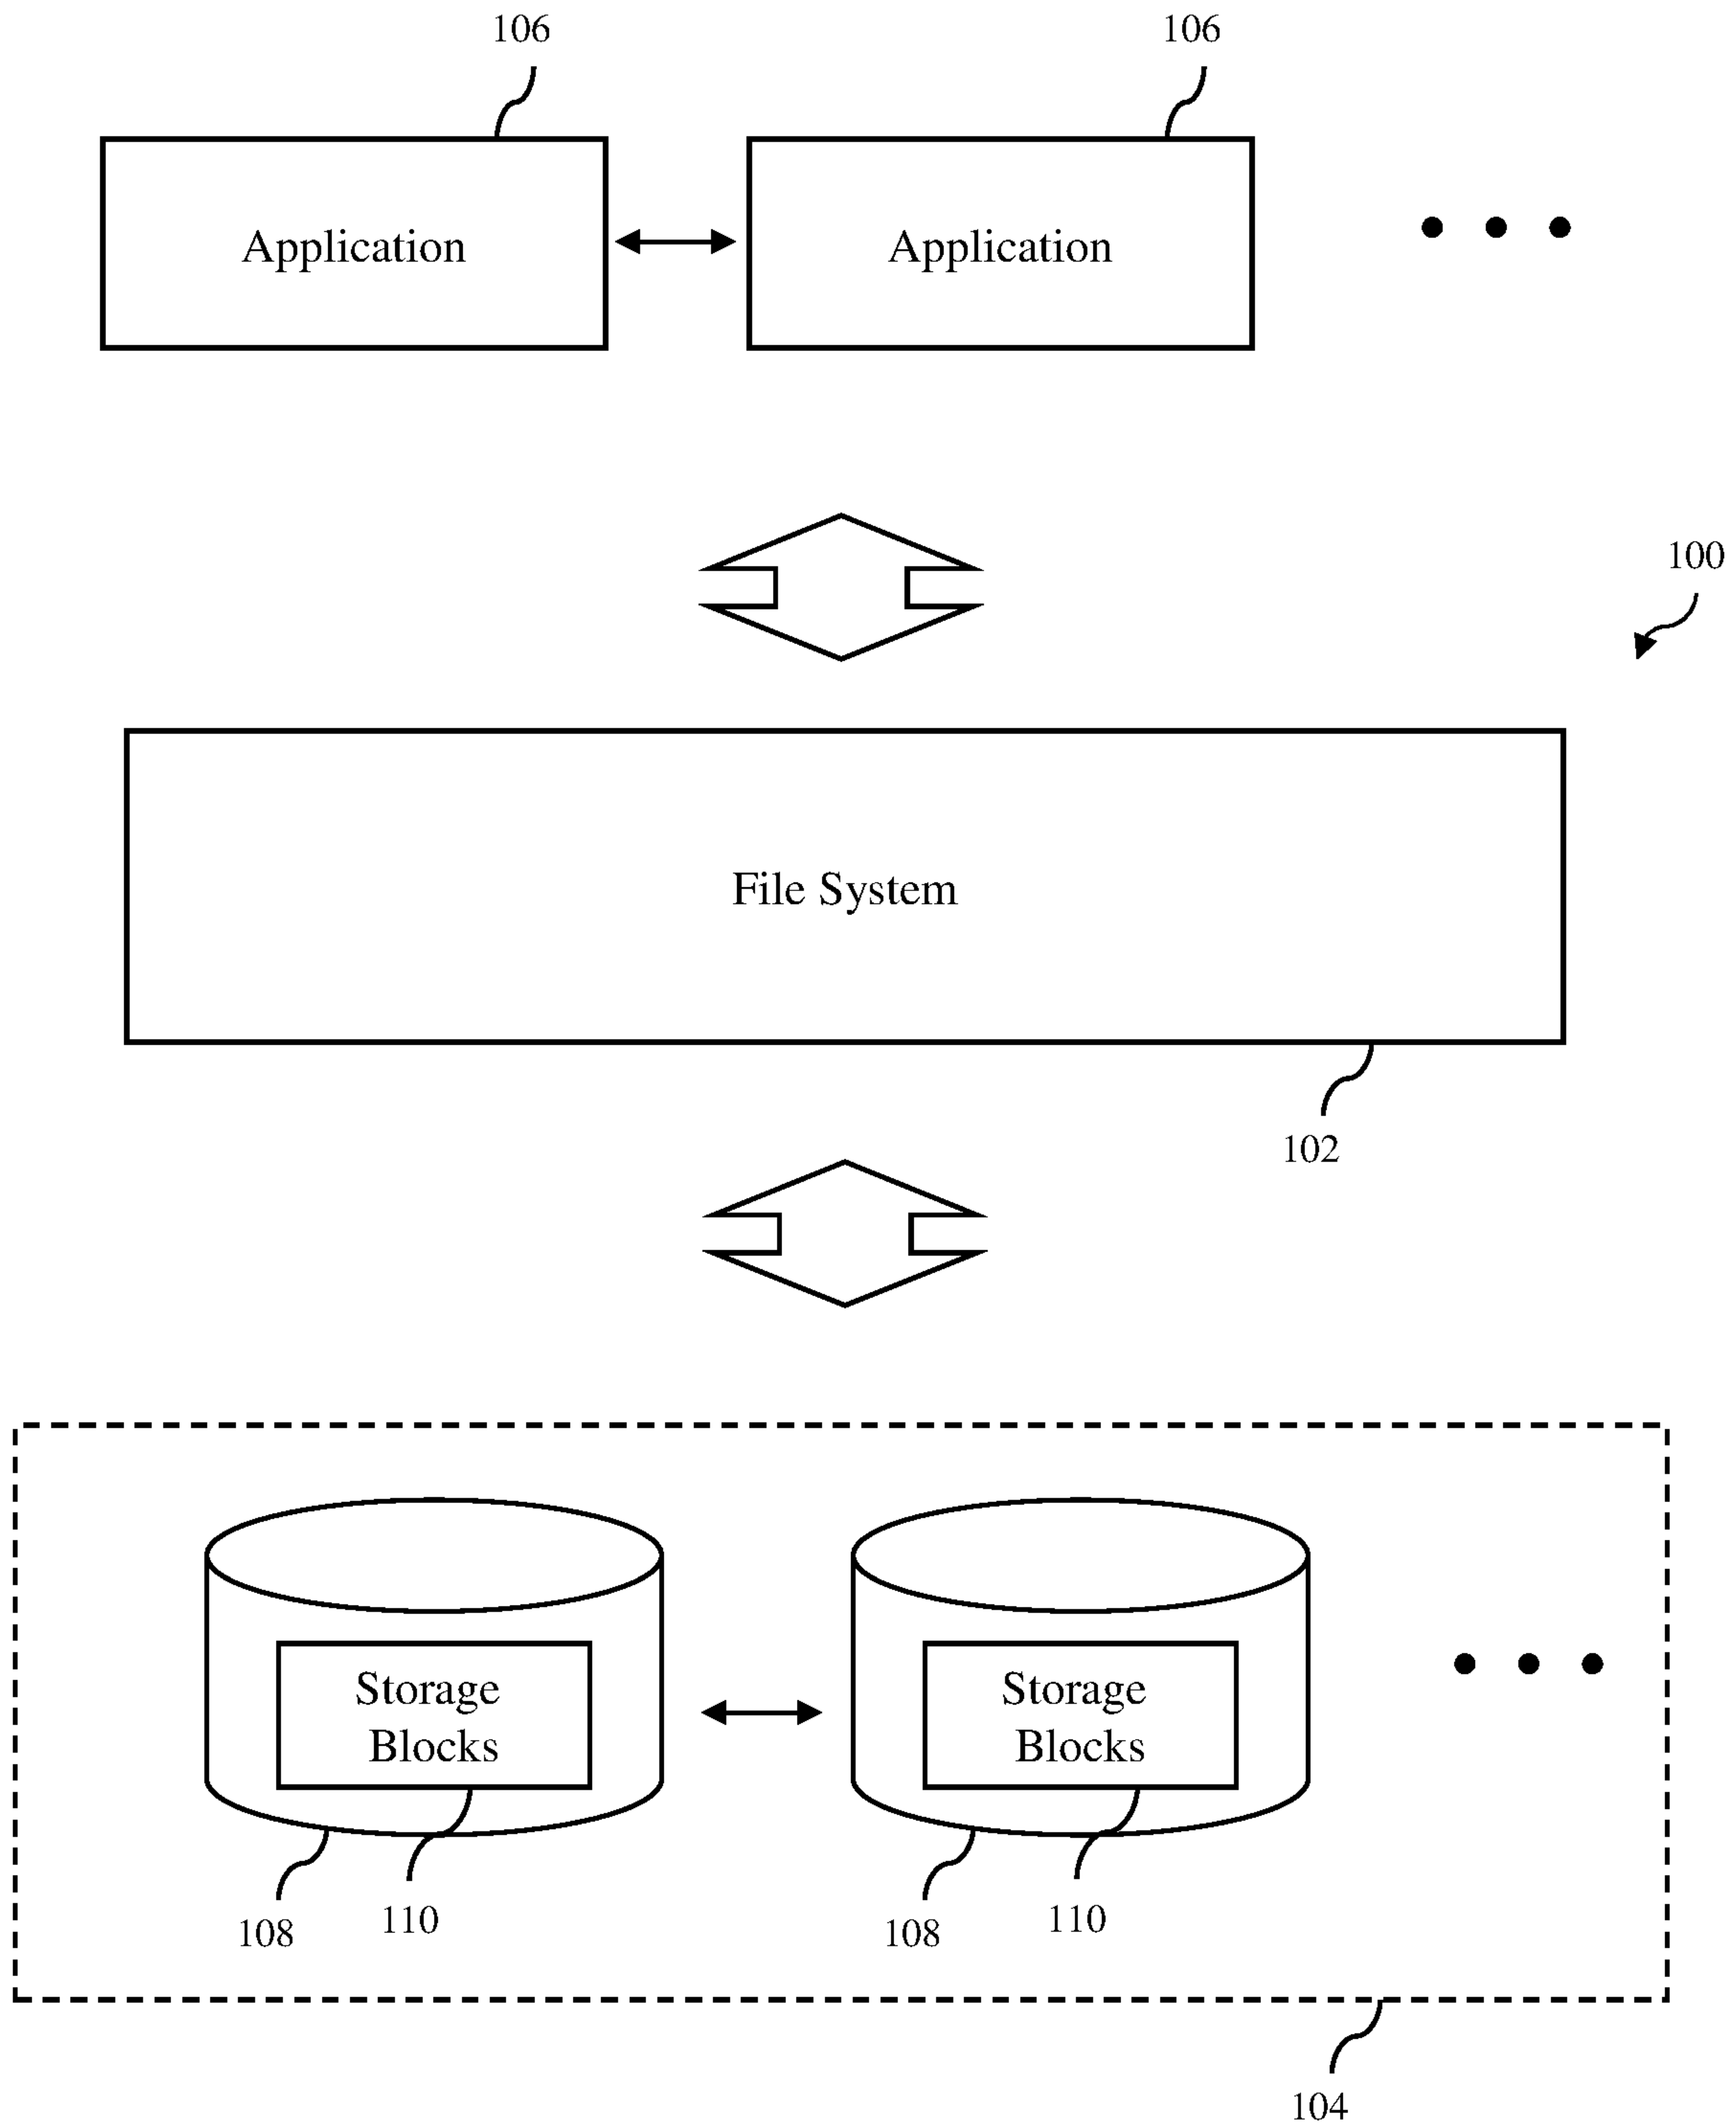 106
106
Application
Application
100
File System
102
Storage
Blocks
Storage
Blocks
108
110
108
110
104